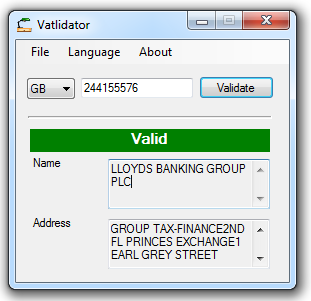 Vatlidator
File Language About
GB 244155576 Validate
Valid
Name
LLOYDS BANKING GROUP
PLC
Address
GROUP TAX-FINANCE2ND
FL PRINCES EXCHANGE1
EARL GREY STREET